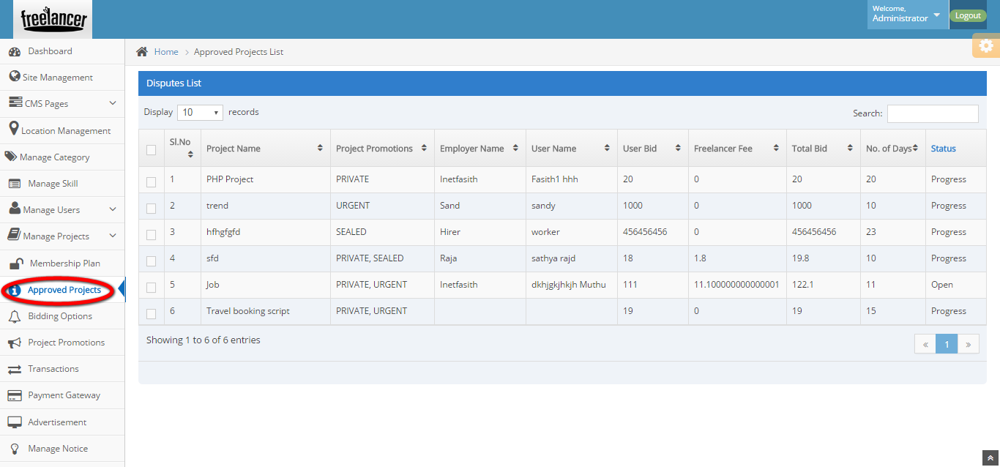 freelancer
Welcome,
Administrator
Logout
Dashboard
Site Management
CMS Pages
Location Management
Manage Category
Manage Skill
Manage Users
Manage Projects
Membership Plan
Approved Projects
Bidding Options
Project Promotions
Transactions
Payment Gateway
Advertisement
Manage Notice
Home > Approved Projects List
Disputes List
Display 10 records
Search:
Sl.No Project Name Project Promotions Employer Name User Name User Bid Freelancer Fee Total Bid No. of Days Status
1 PHP Project PRIVATE Inetfasith Fasith1 hhh 20 0 20 20 Progress
2 trend URGENT Sand sandy 1000 0 1000 10 Progress
3 hfhgfgfd SEALED Hirer worker 456456456 0 456456456 23 Progress
4 sfd PRIVATE, SEALED Raja sathya rajd 18 1.8 19.8 10 Progress
5 Job PRIVATE, URGENT Inetfasith dkhjgkjhkjh Muthu 111 11.100000000000001 122.1 11 Open
6 Travel booking script PRIVATE, URGENT 19 0 19 15 Progress
Showing 1 to 6 of 6 entries
« 1 »